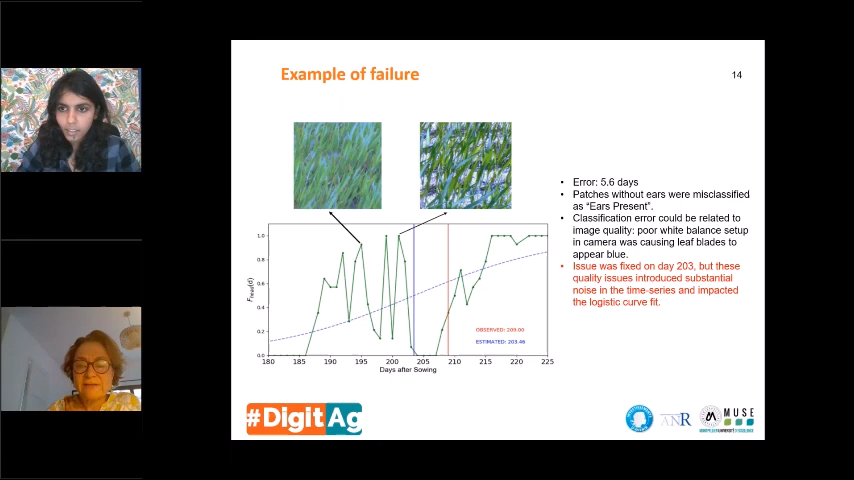 Example of failure
14
• Error: 5.6 days
• Patches without ears were misclassified
as “Ears Present”.
• Classification error could be related to
image quality: poor white balance setup
in camera was causing leaf blades to
appear blue.
• Issue was fixed on day 203, but these
quality issues introduced substantial
noise in the time-series and impacted
the logistic curve fit.
1.0
0.8
0.6
0.4
0.2
0.0
OBSERVED: 209.00
ESTIMATED: 203.46
180 185 190 195 200 205 210 215 220 225
Days after Sowing
#DigitAg
ANR
MUSE